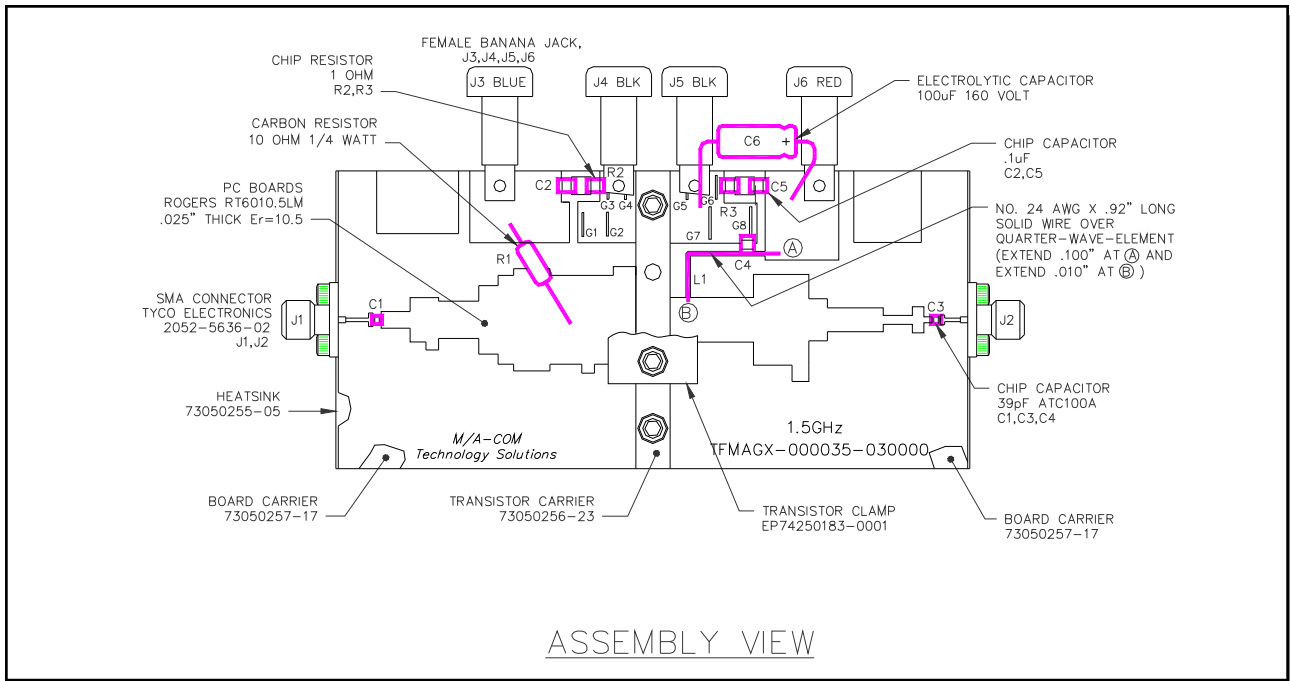 FEMALE BANANA JACK,
J3,J4,J5,J6
CHIP RESISTOR
1 OHM
R2,R3
J3 BLUE
J4 BLK
J5 BLK
J6 RED
ELECTROLYTIC CAPACITOR
100uF 160 VOLT
CARBON RESISTOR
10 OHM 1/4 WATT
C6
+
CHIP CAPACITOR
.1uF
C2,C5
PC BOARDS
ROGERS RT6010.5LM
.025" THICK Er=10.5
C2
R2
G3
G4
G5
G6
C5
R3
G1
G2
G7
G8
NO. 24 AWG X .92" LONG
SOLID WIRE OVER
QUARTER-WAVE-ELEMENT
(EXTEND .100" AT A AND
EXTEND .010" AT B )
R1
A
C4
L1
B
SMA CONNECTOR
TYCO ELECTRONICS
2052-5636-02
J1,J2
J1
C1
C3
J2
HEATSINK
73050255-05
CHIP CAPACITOR
39pF ATC100A
C1,C3,C4
M/A-COM
Technology Solutions
1.5GHz
TFMAGX-000035-030000
BOARD CARRIER
73050257-17
TRANSISTOR CARRIER
73050256-23
TRANSISTOR CLAMP
EP74250183-0001
BOARD CARRIER
73050257-17
ASSEMBLY VIEW